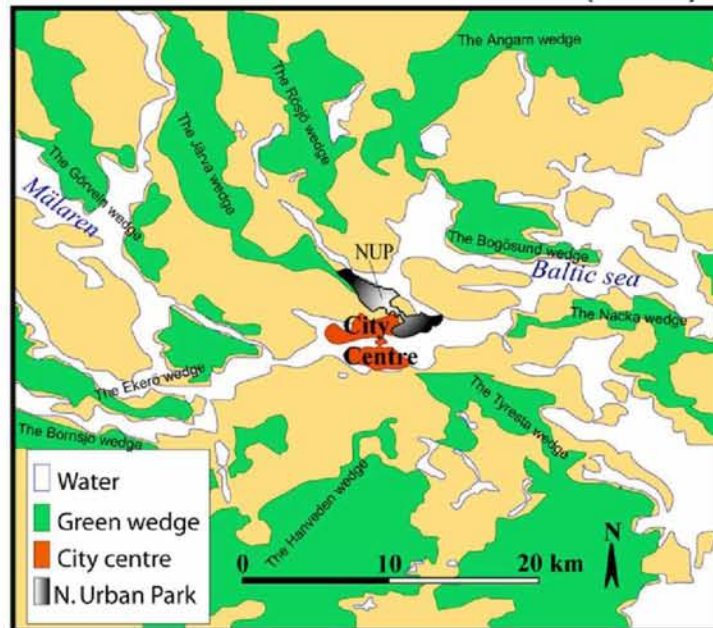 The Angarn wedge
The Rösjö wedge
The Järva wedge
The Görveln wedge
Mälaren
The Bogösund wedge
NUP
Baltic sea
The Nacka wedge
City
Centre
The Ekerö wedge
The Tyresta wedge
The Bornsjö wedge
The Hanveden wedge
Water
Green wedge
City centre
N. Urban Park
0 10 20 km
N